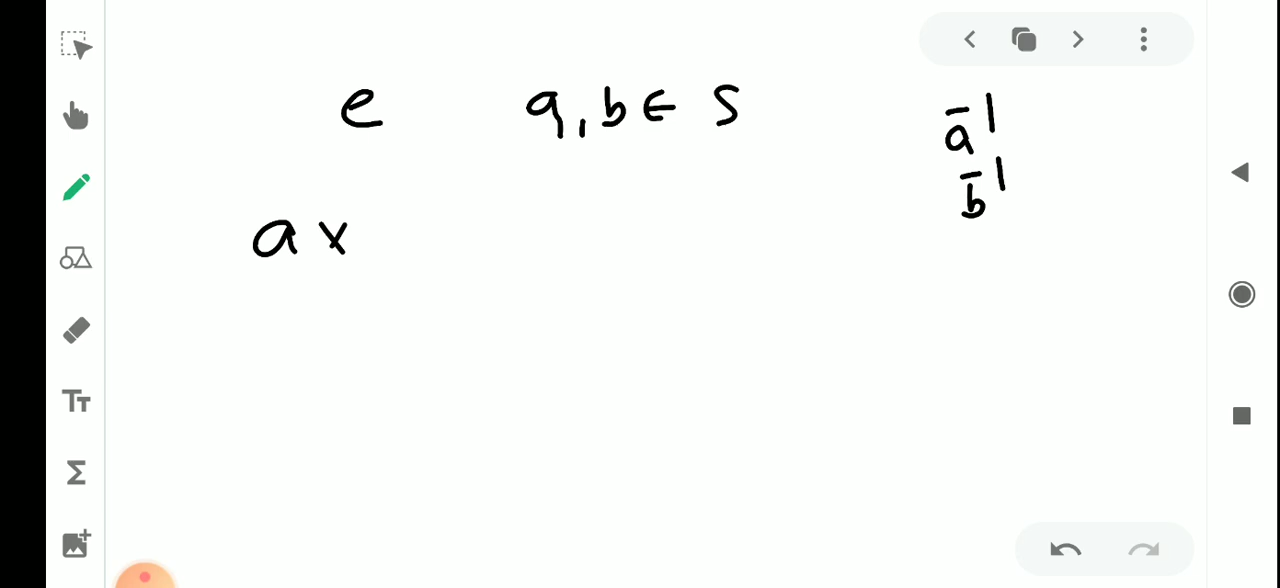 e a, b ∈ S
a⁻¹
b⁻¹
a x